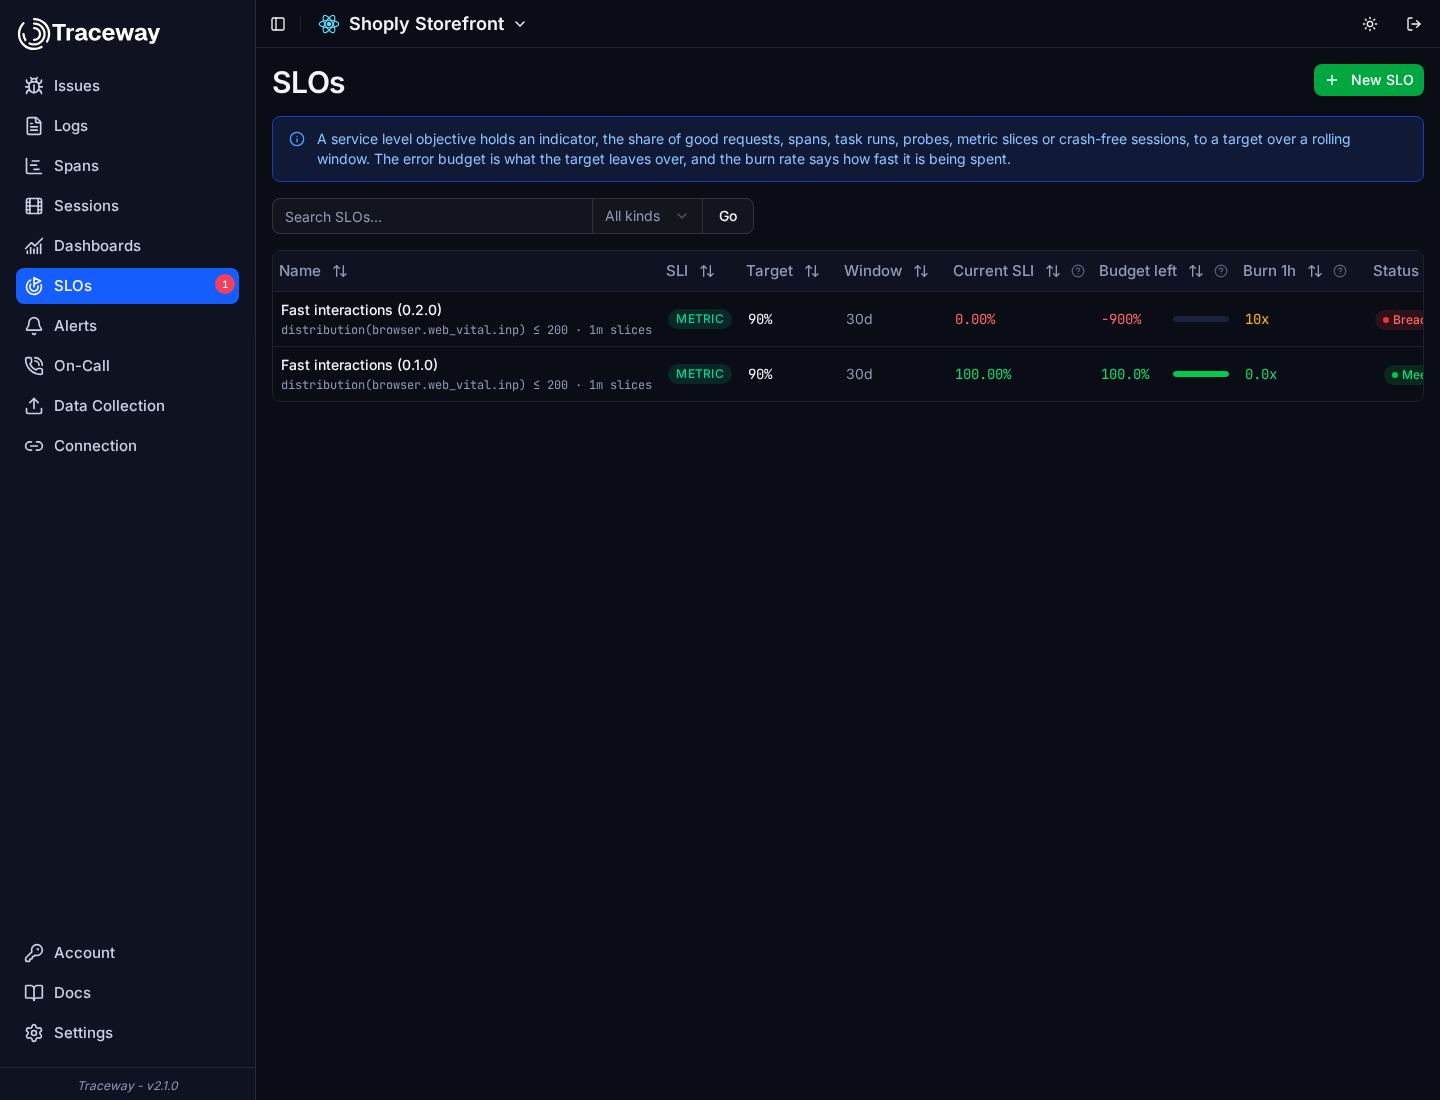 Traceway
Shoply Storefront
Issues
Logs
Spans
Sessions
Dashboards
SLOs
1
Alerts
On-Call
Data Collection
Connection
Account
Docs
Settings
Traceway - v2.1.0
SLOs
New SLO
A service level objective holds an indicator, the share of good requests, spans, task runs, probes, metric slices or crash-free sessions, to a target over a rolling
window. The error budget is what the target leaves over, and the burn rate says how fast it is being spent.
Search SLOs...
All kinds
Go
Name SLI Target Window Current SLI Budget left Burn 1h Status
Fast interactions (0.2.0)
distribution(browser.web_vital.inp) ≤ 200 · 1m slices
METRIC 90% 30d 0.00% -900% 10x Breac
Fast interactions (0.1.0)
distribution(browser.web_vital.inp) ≤ 200 · 1m slices
METRIC 90% 30d 100.00% 100.0% 0.0x Mee